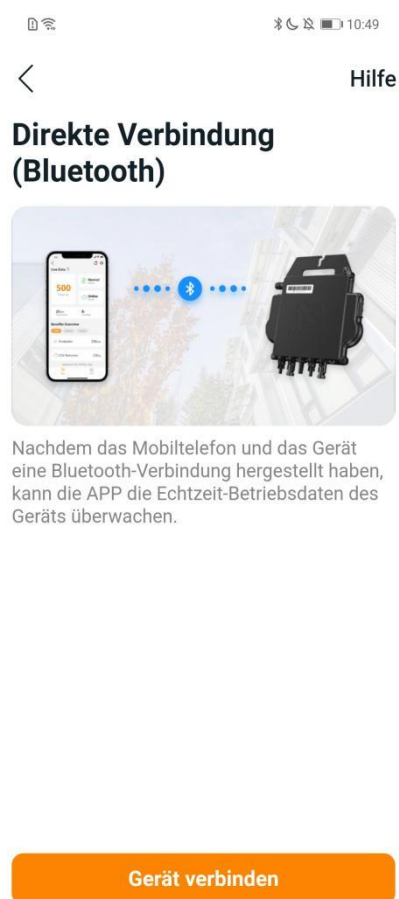 10:49
Hilfe
Direkte Verbindung
(Bluetooth)
500
Nachdem das Mobiltelefon und das Gerät
eine Bluetooth-Verbindung hergestellt haben,
kann die APP die Echtzeit-Betriebsdaten des
Geräts überwachen.
Gerät verbinden